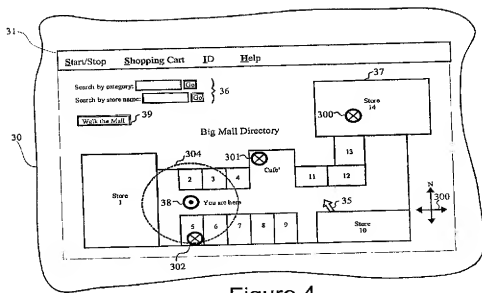 31
Start/Stop Shopping Cart ID Help
37
Search by category: Go
Search by store name: Go
36
Store 14
300
Walk the Mall
39
Big Mall Directory
30
304
301
Cafe'
13
2 3 4
11 12
Store 1
38
You are here
35
N
300
5 6 7 8 9
Store 10
302
Figure 4